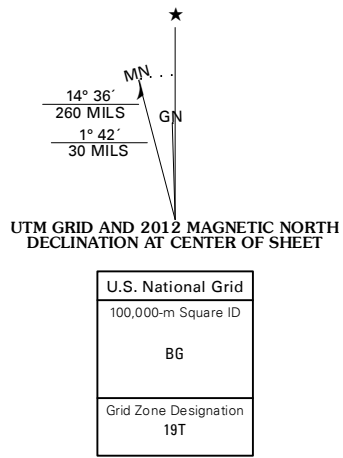 ★
MN
GN
14° 36´
260 MILS
1° 42´
30 MILS
UTM GRID AND 2012 MAGNETIC NORTH
DECLINATION AT CENTER OF SHEET
U.S. National Grid
100,000-m Square ID
BG
Grid Zone Designation
19T